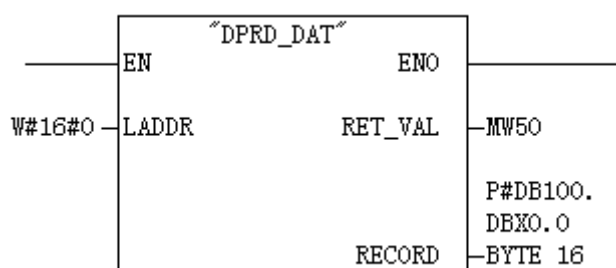 "DPRD_DAT"
EN ENO
W#16#0 LADDR RET_VAL MW50
P#DB100.
DBX0.0
RECORD BYTE 16